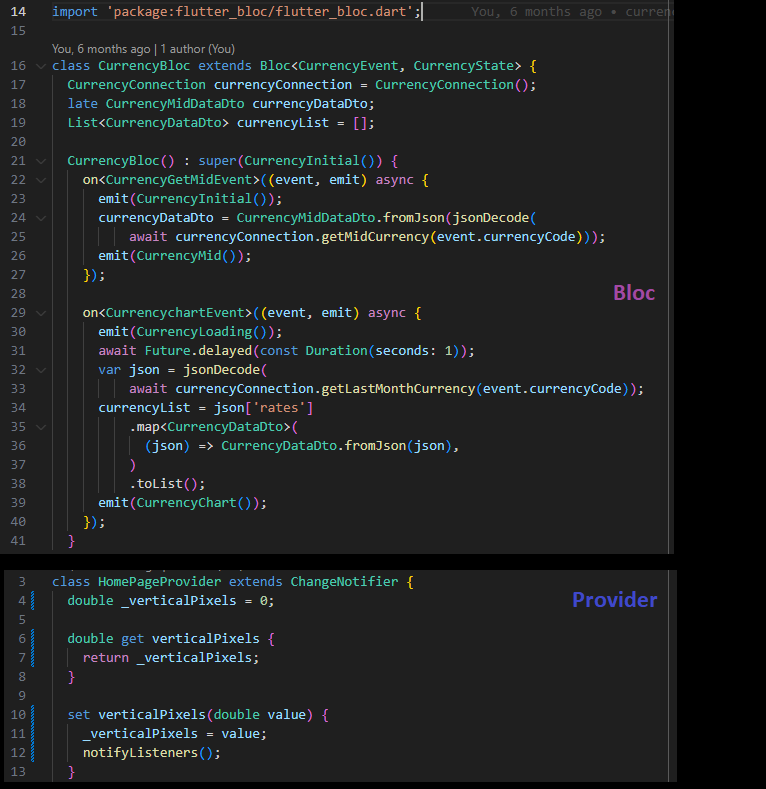 14 import 'package:flutter_bloc/flutter_bloc.dart'; You, 6 months ago • curren
15
You, 6 months ago | 1 author (You)
16 class CurrencyBloc extends Bloc<CurrencyEvent, CurrencyState> {
17 CurrencyConnection currencyConnection = CurrencyConnection();
18 late CurrencyMidDataDto currencyDataDto;
19 List<CurrencyDataDto> currencyList = [];
20
21 CurrencyBloc() : super(CurrencyInitial()) {
22 on<CurrencyGetMidEvent>((event, emit) async {
23 emit(CurrencyInitial());
24 currencyDataDto = CurrencyMidDataDto.fromJson(jsonDecode(
25 await currencyConnection.getMidCurrency(event.currencyCode)));
26 emit(CurrencyMid());
27 });
28
Bloc
29 on<CurrencychartEvent>((event, emit) async {
30 emit(CurrencyLoading());
31 await Future.delayed(const Duration(seconds: 1));
32 var json = jsonDecode(
33 await currencyConnection.getLastMonthCurrency(event.currencyCode));
34 currencyList = json['rates']
35 .map<CurrencyDataDto>(
36 (json) => CurrencyDataDto.fromJson(json),
37 )
38 .toList();
39 emit(CurrencyChart());
40 });
41 }
3 class HomePageProvider extends ChangeNotifier {
4 double _verticalPixels = 0;
Provider
5
6 double get verticalPixels {
7 return _verticalPixels;
8 }
9
10 set verticalPixels(double value) {
11 _verticalPixels = value;
12 notifyListeners();
13 }